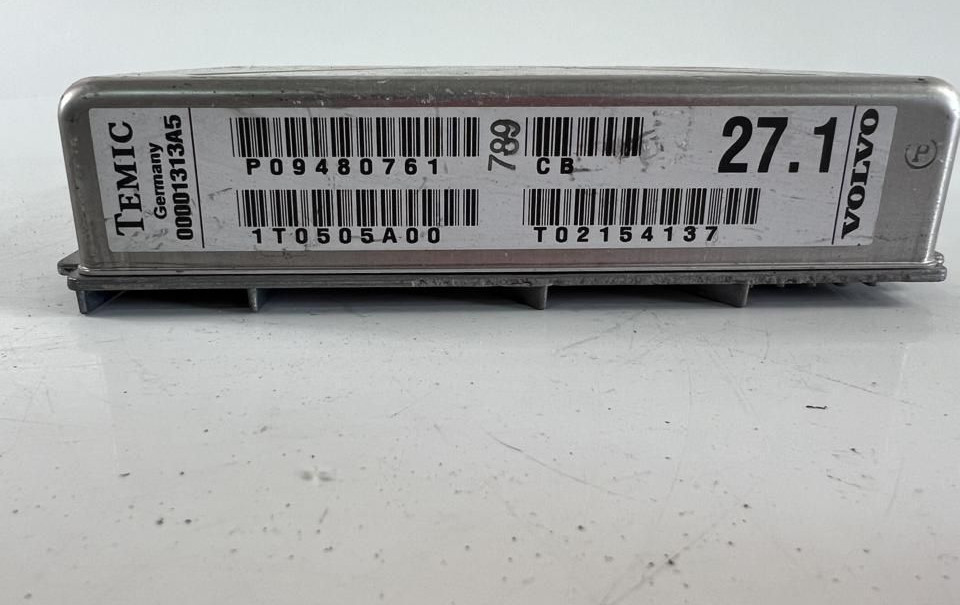 TEMIC
Germany
00001313A5
P09480761
789
CB
27.1
1T0505A00
T02154137
VOLVO
P